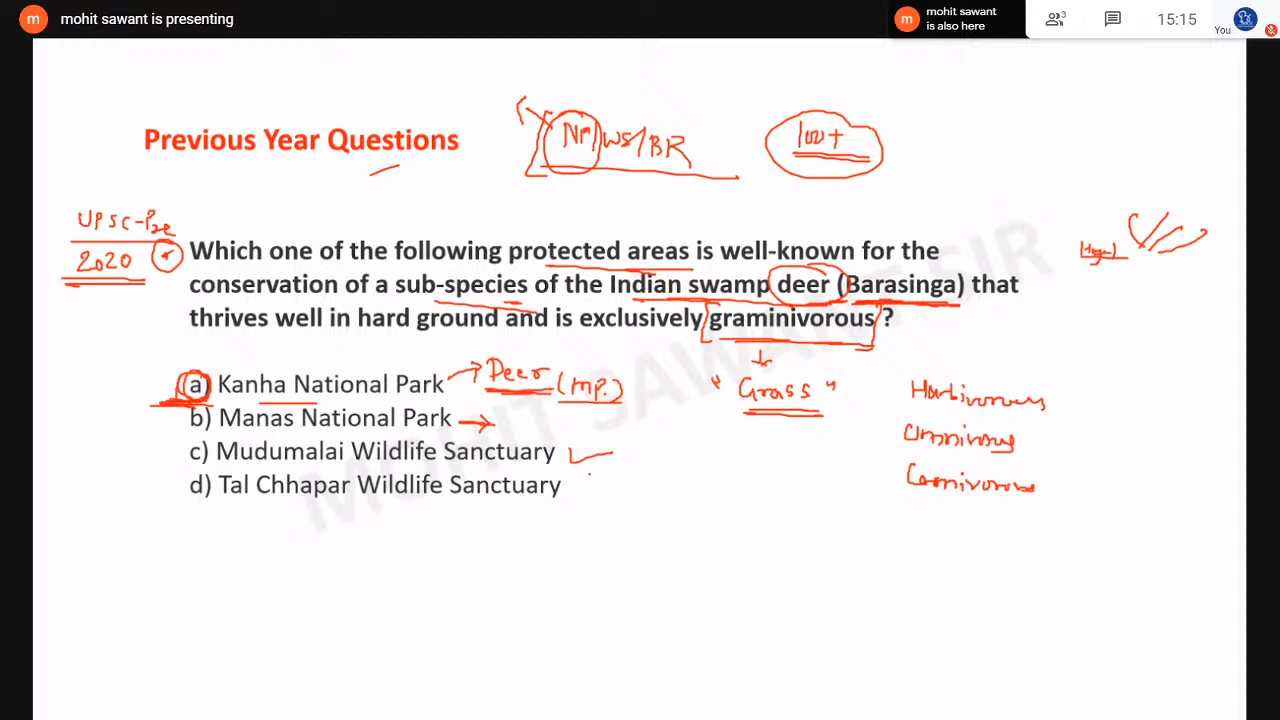 m mohit sawant is presenting
m mohit sawant
is also here
3
15:15
You
Previous Year Questions
WS/BR
100+
UPSC-Pre
2020
Which one of the following protected areas is well-known for the
conservation of a sub-species of the Indian swamp deer (Barasinga) that
thrives well in hard ground and is exclusively graminivorous ?
a) Kanha National Park
Deer (MP.)
b) Manas National Park
c) Mudumalai Wildlife Sanctuary
d) Tal Chhapar Wildlife Sanctuary
" Grass "
Herbivorous
Omnivorous
Carnivorous
MOHIT SAWANT SIR